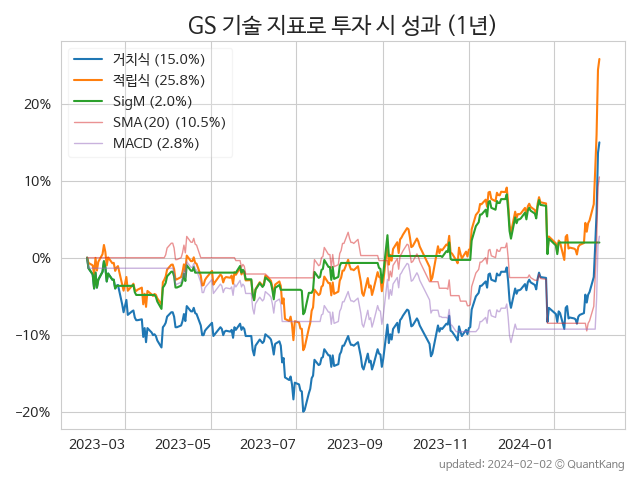 GS 기술 지표로 투자 시 성과 (1년)
거치식 (15.0%)
적립식 (25.8%)
SigM (2.0%)
SMA(20) (10.5%)
MACD (2.8%)
20%
10%
0%
−10%
−20%
2023-03 2023-05 2023-07 2023-09 2023-11 2024-01
updated: 2024-02-02 © QuantKang